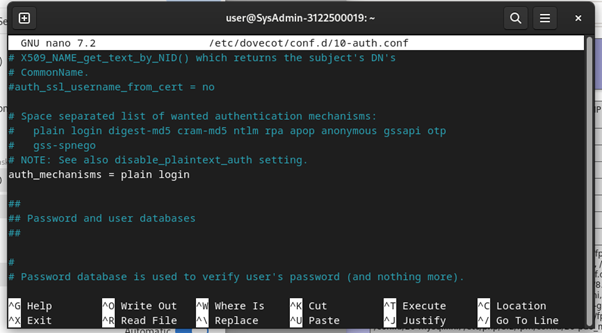 user@SysAdmin-3122500019: ~
GNU nano 7.2 /etc/dovecot/conf.d/10-auth.conf
# X509_NAME_get_text_by_NID() which returns the subject's DN's
# CommonName.
#auth_ssl_username_from_cert = no
# Space separated list of wanted authentication mechanisms:
#   plain login digest-md5 cram-md5 ntlm rpa apop anonymous gssapi otp
#   gss-spnego
# NOTE: See also disable_plaintext_auth setting.
auth_mechanisms = plain login
##
## Password and user databases
##
#
# Password database is used to verify user's password (and nothing more).
^G Help ^O Write Out ^W Where Is ^K Cut ^T Execute ^C Location
^X Exit ^R Read File ^\ Replace ^U Paste ^J Justify ^/ Go To Line
Automatic